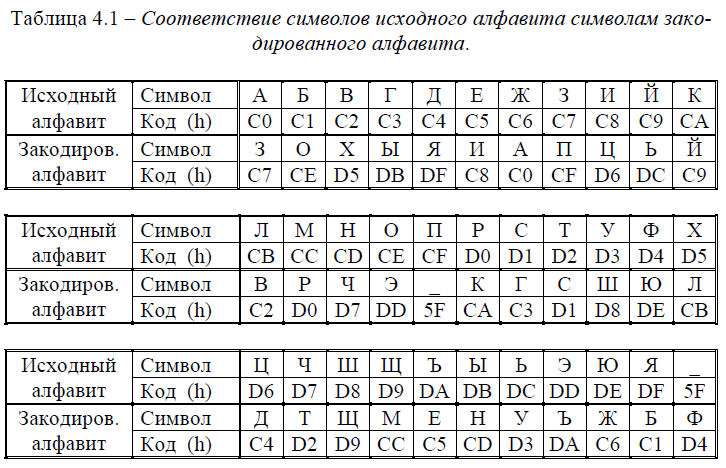 Таблица 4.1 – Соответствие символов исходного алфавита символам зако-
дированного алфавита.
Исходный алфавит Символ А Б В Г Д Е Ж З И Й К
Код (h) C0 C1 C2 C3 C4 C5 C6 C7 C8 C9 CA
Закодиров. алфавит Символ З О Х Ы Я И А П Ц Ь Й
Код (h) C7 CE D5 DB DF C8 C0 CF D6 DC C9
Исходный алфавит Символ Л М Н О П Р С Т У Ф Х
Код (h) CB CC CD CE CF D0 D1 D2 D3 D4 D5
Закодиров. алфавит Символ В Р Ч Э _ К Г С Ш Ю Л
Код (h) C2 D0 D7 DD 5F CA C3 D1 D8 DE CB
Исходный алфавит Символ Ц Ч Ш Щ Ъ Ы Ь Э Ю Я _
Код (h) D6 D7 D8 D9 DA DB DC DD DE DF 5F
Закодиров. алфавит Символ Д Т Щ М Е Н У Ъ Ж Б Ф
Код (h) C4 D2 D9 CC C5 CD D3 DA C6 C1 D4